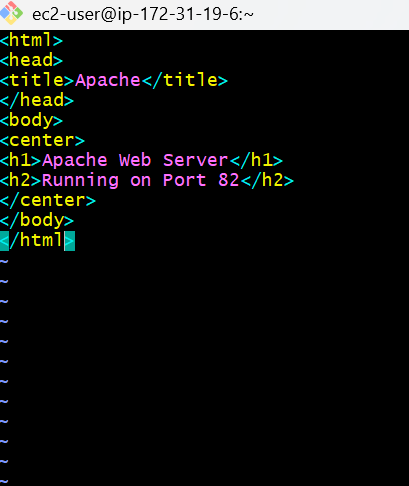 ec2-user@ip-172-31-19-6:~
<html>
<head>
<title>Apache</title>
</head>
<body>
<center>
<h1>Apache Web Server</h1>
<h2>Running on Port 82</h2>
</center>
</body>
</html>
~
~
~
~
~
~
~
~
~
~
~
~